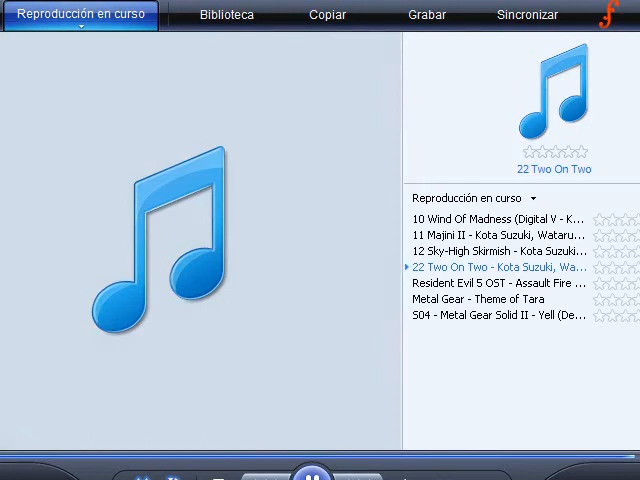 Reproducción en curso
Biblioteca
Copiar
Grabar
Sincronizar
22 Two On Two
Reproducción en curso
10 Wind Of Madness (Digital V - K...
11 Majini II - Kota Suzuki, Wataru...
12 Sky-High Skirmish - Kota Suzuki...
22 Two On Two - Kota Suzuki, Wa...
Resident Evil 5 OST - Assault Fire ...
Metal Gear - Theme of Tara
S04 - Metal Gear Solid II - Yell (De...